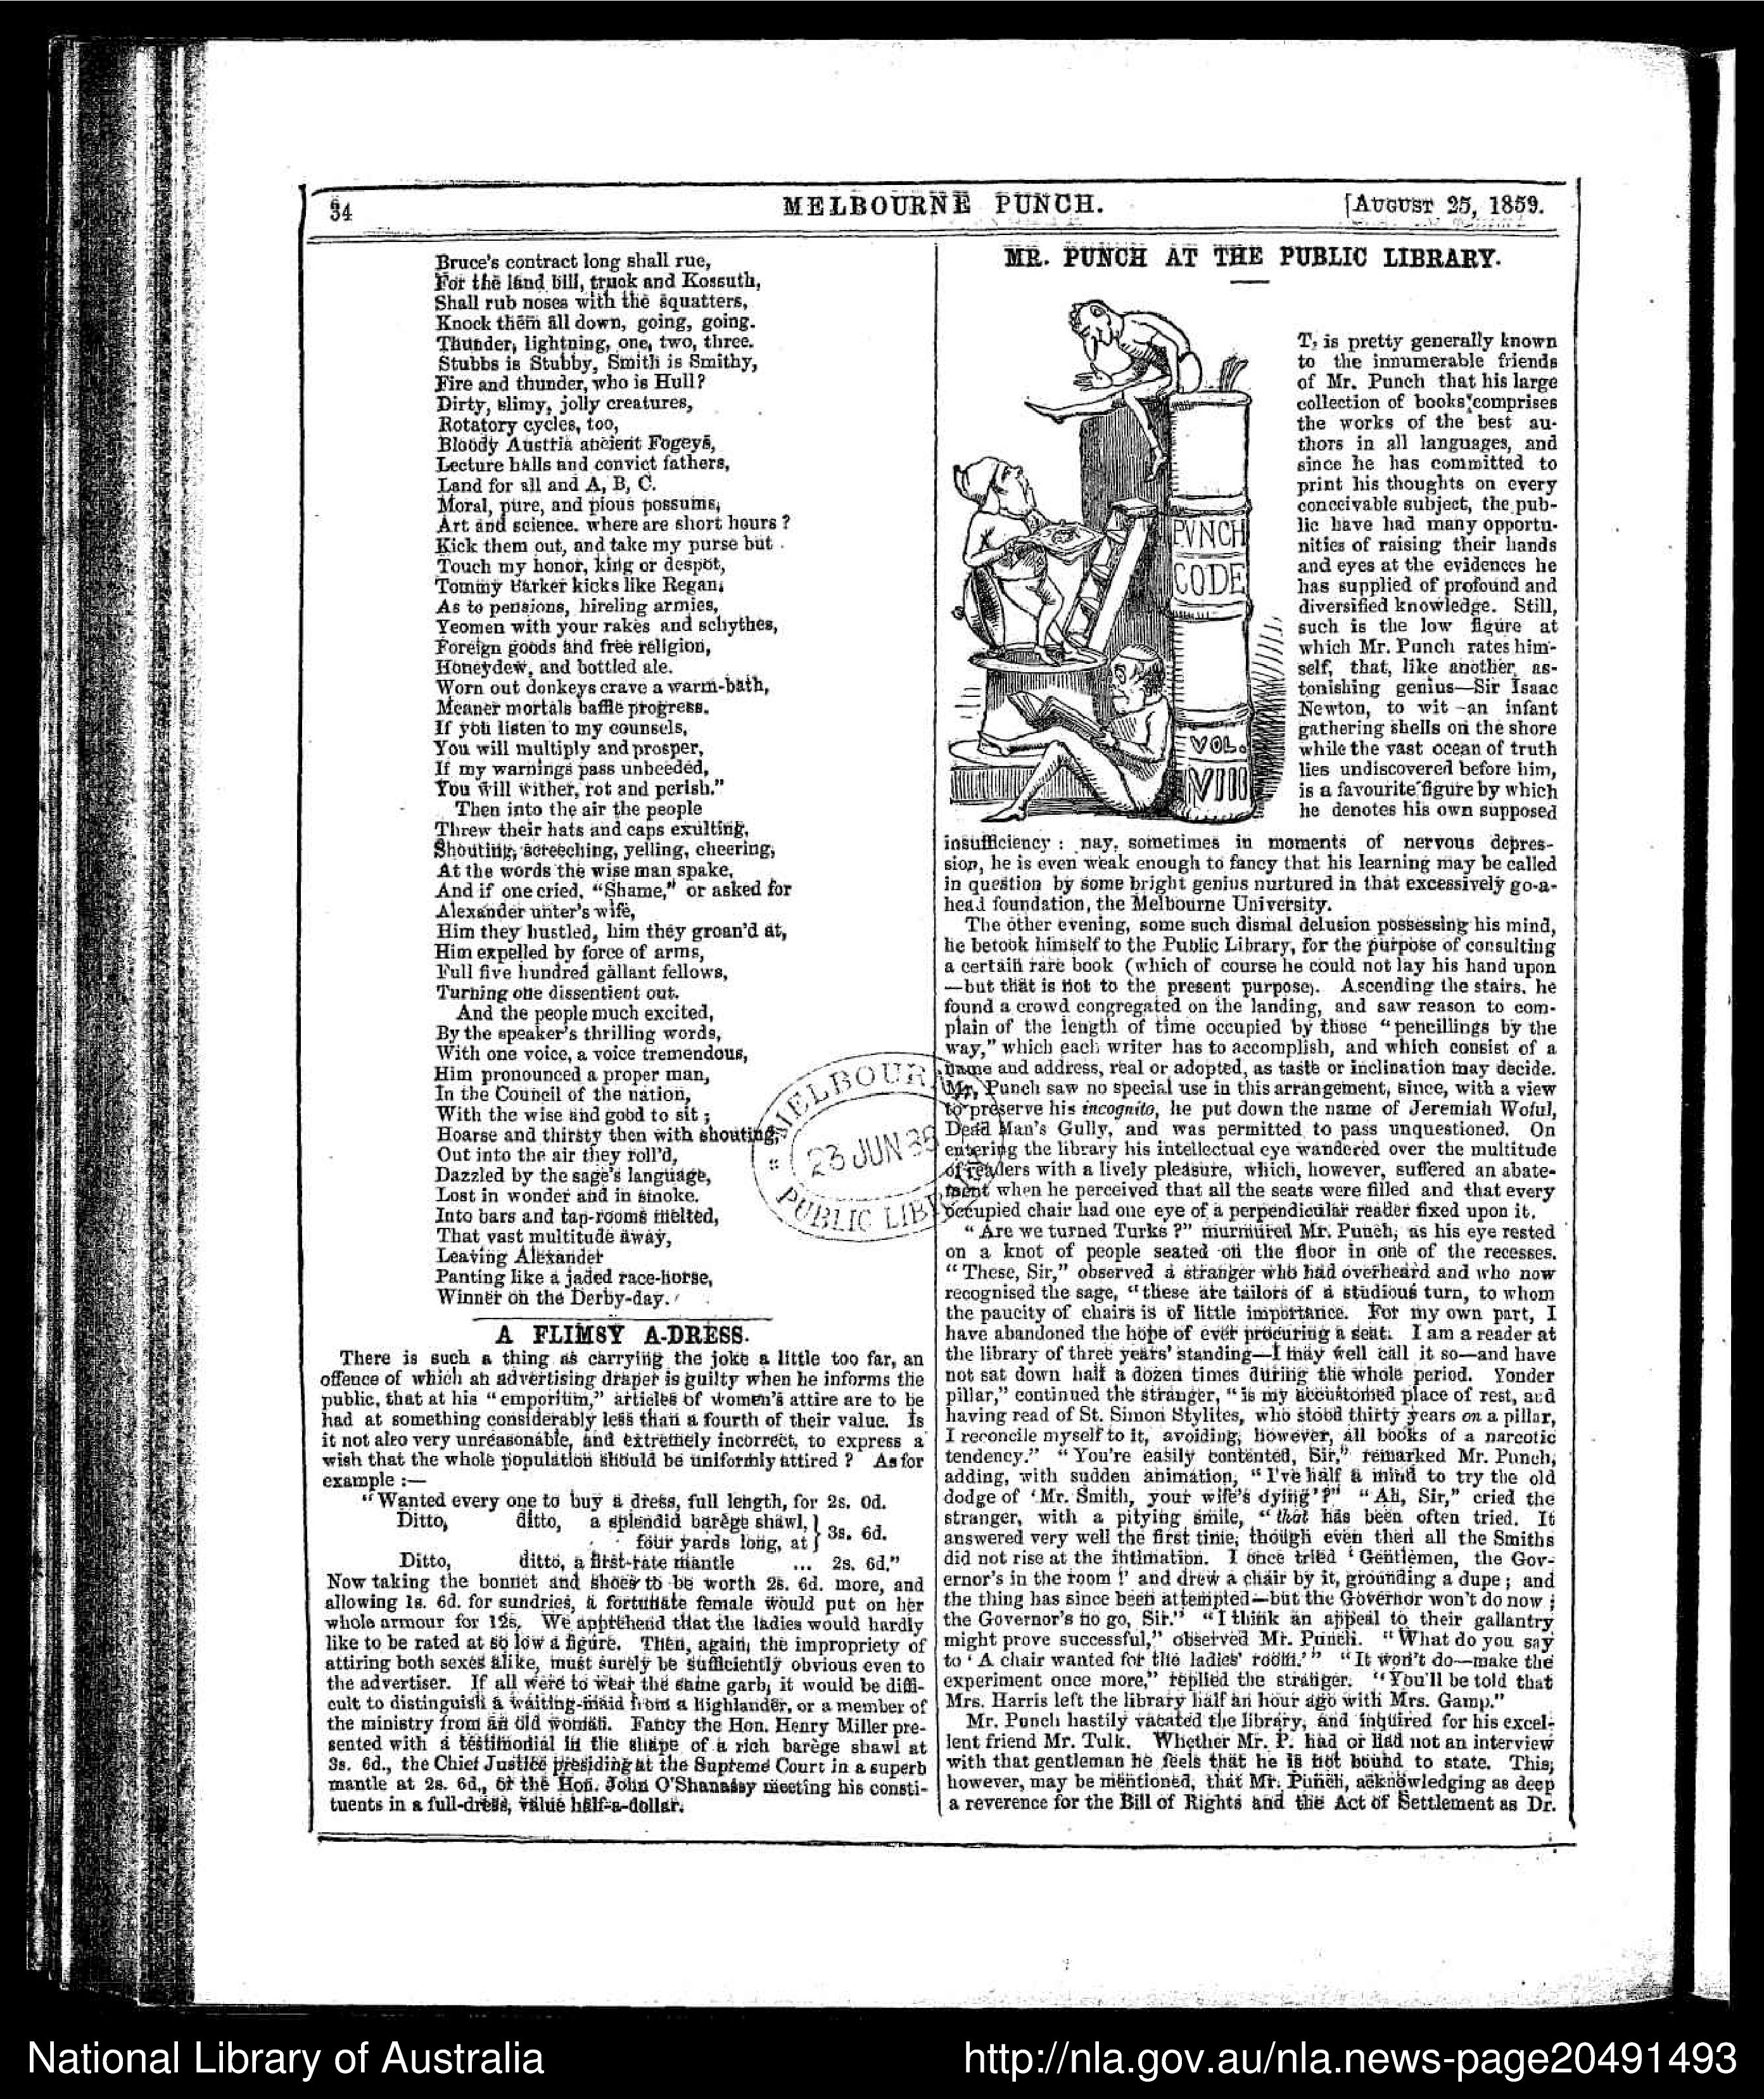 34
MELBOURNE PUNCH.
[AUGUST 25, 1859.
Bruce's contract long shall rue,
For the land bill, truck and Kossuth,
Shall rub noses with the squatters,
Knock them all down, going, going.
Thunder, lightning, one, two, three.
Stubbs is Stubby, Smith is Smithy,
Fire and thunder, who is Hull?
Dirty, slimy, jolly creatures,
Rotatory cycles, too,
Bloody Austria ancient Fogeys,
Lecture halls and convict fathers,
Land for all and A, B, C.
Moral, pure, and pious possums,
Art and science. where are short hours ?
Kick them out, and take my purse but
Touch my honor, king or despot,
Tommy Barker kicks like Regan.
As to pensions, hireling armies,
Yeomen with your rakes and schythes,
Foreign goods and free religion,
Honeydew, and bottled ale.
Worn out donkeys crave a warm-bath,
Meaner mortals baffle progress.
If you listen to my counsels,
You will multiply and prosper,
If my warnings pass unheeded,
You will wither, rot and perish."
Then into the air the people
Threw their hats and caps exulting,
Shouting, screeching, yelling, cheering,
At the words the wise man spake,
And if one cried, "Shame," or asked for
Alexander unter's wife,
Him they hustled, him they groan'd at,
Him expelled by force of arms,
Full five hundred gallant fellows,
Turning one dissentient out.
And the people much excited,
By the speaker's thrilling words,
With one voice, a voice tremendous,
Him pronounced a proper man,
In the Council of the nation,
With the wise and good to sit ;
Hoarse and thirsty then with shouting,
Out into the air they roll'd,
Dazzled by the sage's language,
Lost in wonder and in smoke.
Into bars and tap-rooms melted,
That vast multitude away,
Leaving Alexander
Panting like a jaded race-horse,
Winner on the Derby-day.
A FLIMSY A-DRESS.
There is such a thing as carrying the joke a little too far, an
offence of which an advertising draper is guilty when he informs the
public, that at his "emporium," articles of women's attire are to be
had at something considerably less than a fourth of their value. Is
it not also very unreasonable, and extremely incorrect, to express a
wish that the whole population should be uniformly attired ? As for
example :—
"Wanted every one to buy a dress, full length, for 2s. 0d.
Ditto, ditto, a splendid barège shawl, four yards long, at } 3s. 6d.
Ditto, ditto, a first-rate mantle ... 2s. 6d."
Now taking the bonnet and shoes to be worth 2s. 6d. more, and
allowing 1s. 6d. for sundries, a fortunate female would put on her
whole armour for 12s. We apprehend that the ladies would hardly
like to be rated at so low a figure. Then, again, the impropriety of
attiring both sexes alike, must surely be sufficiently obvious even to
the advertiser. If all were to wear the same garb, it would be diffi-
cult to distinguish a waiting-maid from a Highlander, or a member of
the ministry from an old woman. Fancy the Hon. Henry Miller pre-
sented with a testimonial in the shape of a rich barège shawl at
3s. 6d., the Chief Justice presiding at the Supreme Court in a superb
mantle at 2s. 6d., or the Hon. John O'Shanassy meeting his consti-
tuents in a full-dress, value half-a-dollar.
MR. PUNCH AT THE PUBLIC LIBRARY.
PVNCH
CODE
VOL.
VIII
T, is pretty generally known
to the innumerable friends
of Mr. Punch that his large
collection of books comprises
the works of the best au-
thors in all languages, and
since he has committed to
print his thoughts on every
conceivable subject, the pub-
lic have had many opportu-
nities of raising their hands
and eyes at the evidences he
has supplied of profound and
diversified knowledge. Still,
such is the low figure at
which Mr. Punch rates him-
self, that, like another as-
tonishing genius—Sir Isaac
Newton, to wit—an infant
gathering shells on the shore
while the vast ocean of truth
lies undiscovered before him,
is a favourite figure by which
he denotes his own supposed
insufficiency : nay, sometimes in moments of nervous depres-
sion, he is even weak enough to fancy that his learning may be called
in question by some bright genius nurtured in that excessively go-a-
head foundation, the Melbourne University.
The other evening, some such dismal delusion possessing his mind,
he betook himself to the Public Library, for the purpose of consulting
a certain rare book (which of course he could not lay his hand upon
—but that is not to the present purpose). Ascending the stairs, he
found a crowd congregated on the landing, and saw reason to com-
plain of the length of time occupied by those "pencillings by the
way," which each writer has to accomplish, and which consist of a
name and address, real or adopted, as taste or inclination may decide.
Mr. Punch saw no special use in this arrangement, since, with a view
to preserve his incognito, he put down the name of Jeremiah Woful,
Dead Man's Gully, and was permitted to pass unquestioned. On
entering the library his intellectual eye wandered over the multitude
of readers with a lively pleasure, which, however, suffered an abate-
ment when he perceived that all the seats were filled and that every
occupied chair had one eye of a perpendicular reader fixed upon it.
"Are we turned Turks ?" murmured Mr. Punch, as his eye rested
on a knot of people seated on the floor in one of the recesses.
"These, Sir," observed a stranger who had overheard and who now
recognised the sage, "these are tailors of a studious turn, to whom
the paucity of chairs is of little importance. For my own part, I
have abandoned the hope of ever procuring a seat. I am a reader at
the library of three years' standing—I may well call it so—and have
not sat down half a dozen times during the whole period. Yonder
pillar," continued the stranger, "is my accustomed place of rest, and
having read of St. Simon Stylites, who stood thirty years on a pillar,
I reconcile myself to it, avoiding, however, all books of a narcotic
tendency." "You're easily contented, Sir," remarked Mr. Punch,
adding, with sudden animation, "I've half a mind to try the old
dodge of 'Mr. Smith, your wife's dying'?" "Ah, Sir," cried the
stranger, with a pitying smile, "that has been often tried. It
answered very well the first time, though even then all the Smiths
did not rise at the intimation. I once tried 'Gentlemen, the Gov-
ernor's in the room !' and drew a chair by it, grounding a dupe ; and
the thing has since been attempted—but the Governor won't do now ;
the Governor's no go, Sir." "I think an appeal to their gallantry
might prove successful," observed Mr. Punch. "What do you say
to 'A chair wanted for the ladies' room.'" "It won't do—make the
experiment once more," replied the stranger. "You'll be told that
Mrs. Harris left the library half an hour ago with Mrs. Gamp."
Mr. Punch hastily vacated the library, and inquired for his excel-
lent friend Mr. Tulk. Whether Mr. P. had or had not an interview
with that gentleman he feels that he is not bound to state. This,
however, may be mentioned, that Mr. Punch, acknowledging as deep
a reverence for the Bill of Rights and the Act of Settlement as Dr.
MELBOURNE
23 JUN
PUBLIC LIBRARY
National Library of Australia
http://nla.gov.au/nla.news-page20491493